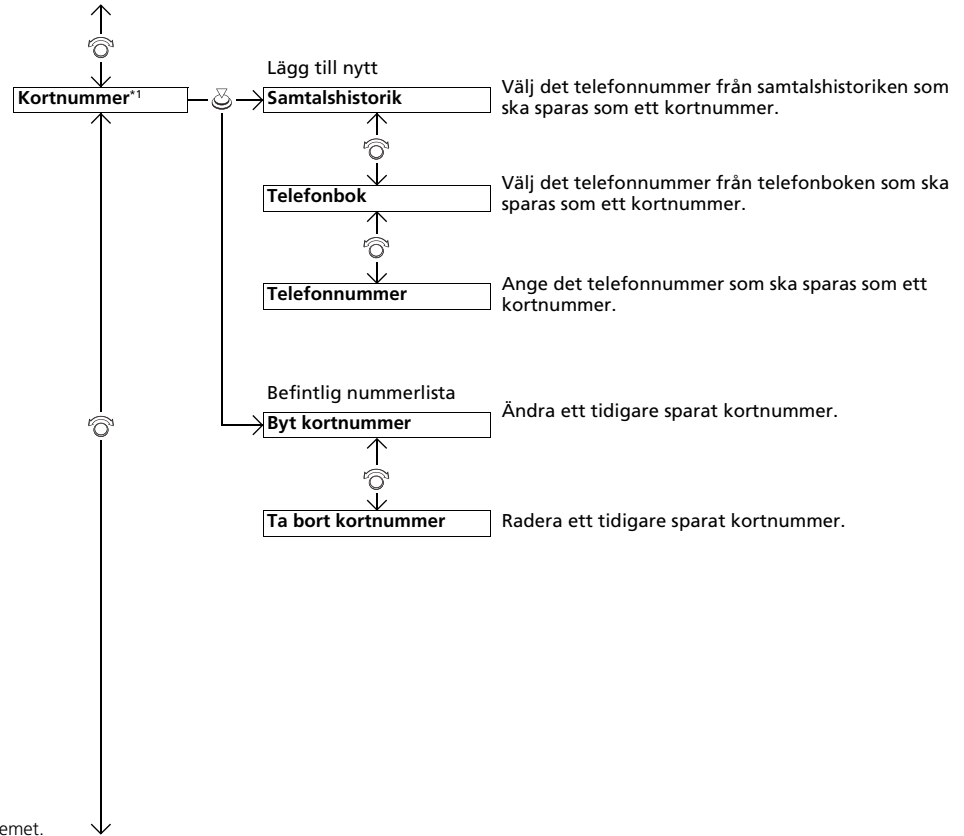 Lägg till nytt
Kortnummer*1
Samtalshistorik
Välj det telefonnummer från samtalshistoriken som
ska sparas som ett kortnummer.
Telefonbok
Välj det telefonnummer från telefonboken som ska
sparas som ett kortnummer.
Telefonnummer
Ange det telefonnummer som ska sparas som ett
kortnummer.
Befintlig nummerlista
Byt kortnummer
Ändra ett tidigare sparat kortnummer.
Ta bort kortnummer
Radera ett tidigare sparat kortnummer.
emet.